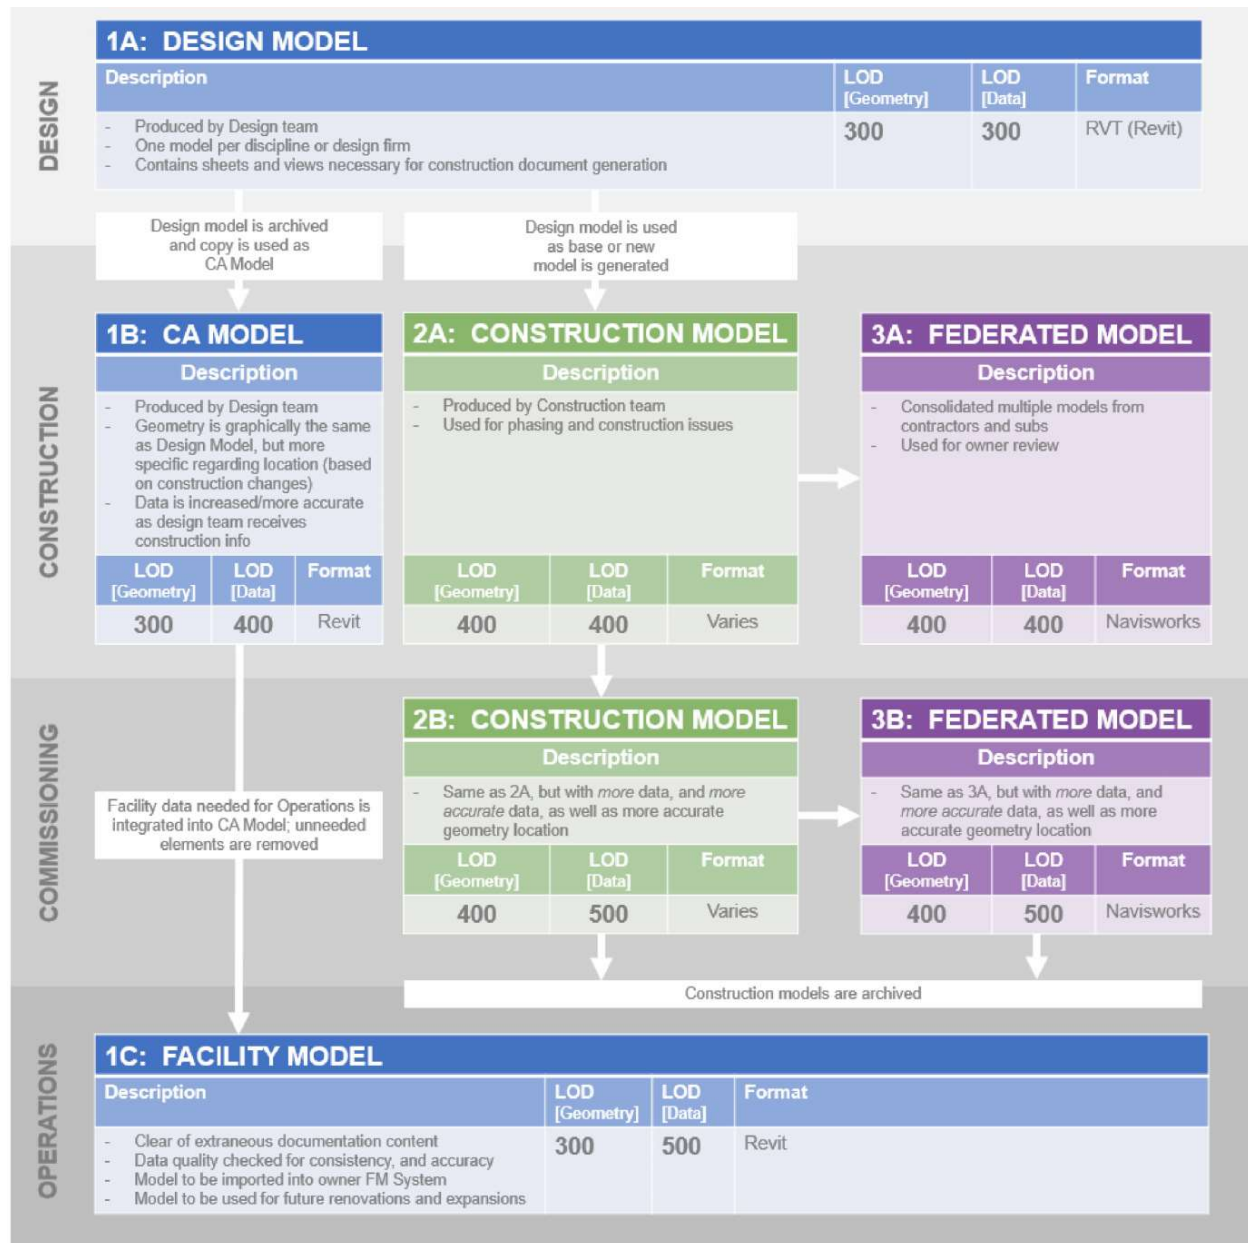 DESIGN
1A: DESIGN MODEL
Description
LOD
[Geometry]
LOD
[Data]
Format
- Produced by Design team
- One model per discipline or design firm
- Contains sheets and views necessary for construction document generation
300
300
RVT (Revit)
Design model is archived
and copy is used as
CA Model
Design model is used
as base or new
model is generated
CONSTRUCTION
1B: CA MODEL
Description
- Produced by Design team
- Geometry is graphically the same
as Design Model, but more
specific regarding location (based
on construction changes)
- Data is increased/more accurate
as design team receives
construction info
LOD
[Geometry]
LOD
[Data]
Format
300
400
Revit
2A: CONSTRUCTION MODEL
Description
- Produced by Construction team
- Used for phasing and construction issues
LOD
[Geometry]
LOD
[Data]
Format
400
400
Varies
3A: FEDERATED MODEL
Description
- Consolidated multiple models from
contractors and subs
- Used for owner review
LOD
[Geometry]
LOD
[Data]
Format
400
400
Navisworks
COMMISSIONING
Facility data needed for Operations is
integrated into CA Model; unneeded
elements are removed
2B: CONSTRUCTION MODEL
Description
- Same as 2A, but with more data, and more
accurate data, as well as more accurate
geometry location
LOD
[Geometry]
LOD
[Data]
Format
400
500
Varies
3B: FEDERATED MODEL
Description
- Same as 3A, but with more data, and
more accurate data, as well as more
accurate geometry location
LOD
[Geometry]
LOD
[Data]
Format
400
500
Navisworks
Construction models are archived
OPERATIONS
1C: FACILITY MODEL
Description
LOD
[Geometry]
LOD
[Data]
Format
- Clear of extraneous documentation content
- Data quality checked for consistency, and accuracy
- Model to be imported into owner FM System
- Model to be used for future renovations and expansions
300
500
Revit